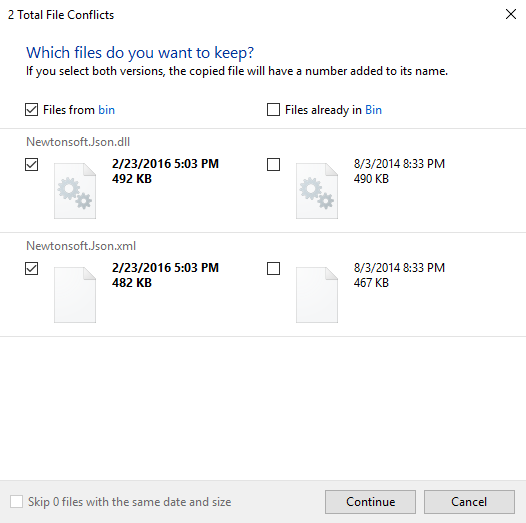 2 Total File Conflicts
Which files do you want to keep?
If you select both versions, the copied file will have a number added to its name.
Files from bin
Files already in Bin
Newtonsoft.Json.dll
2/23/2016 5:03 PM
492 KB
8/3/2014 8:33 PM
490 KB
Newtonsoft.Json.xml
2/23/2016 5:03 PM
482 KB
8/3/2014 8:33 PM
467 KB
Skip 0 files with the same date and size
Continue
Cancel